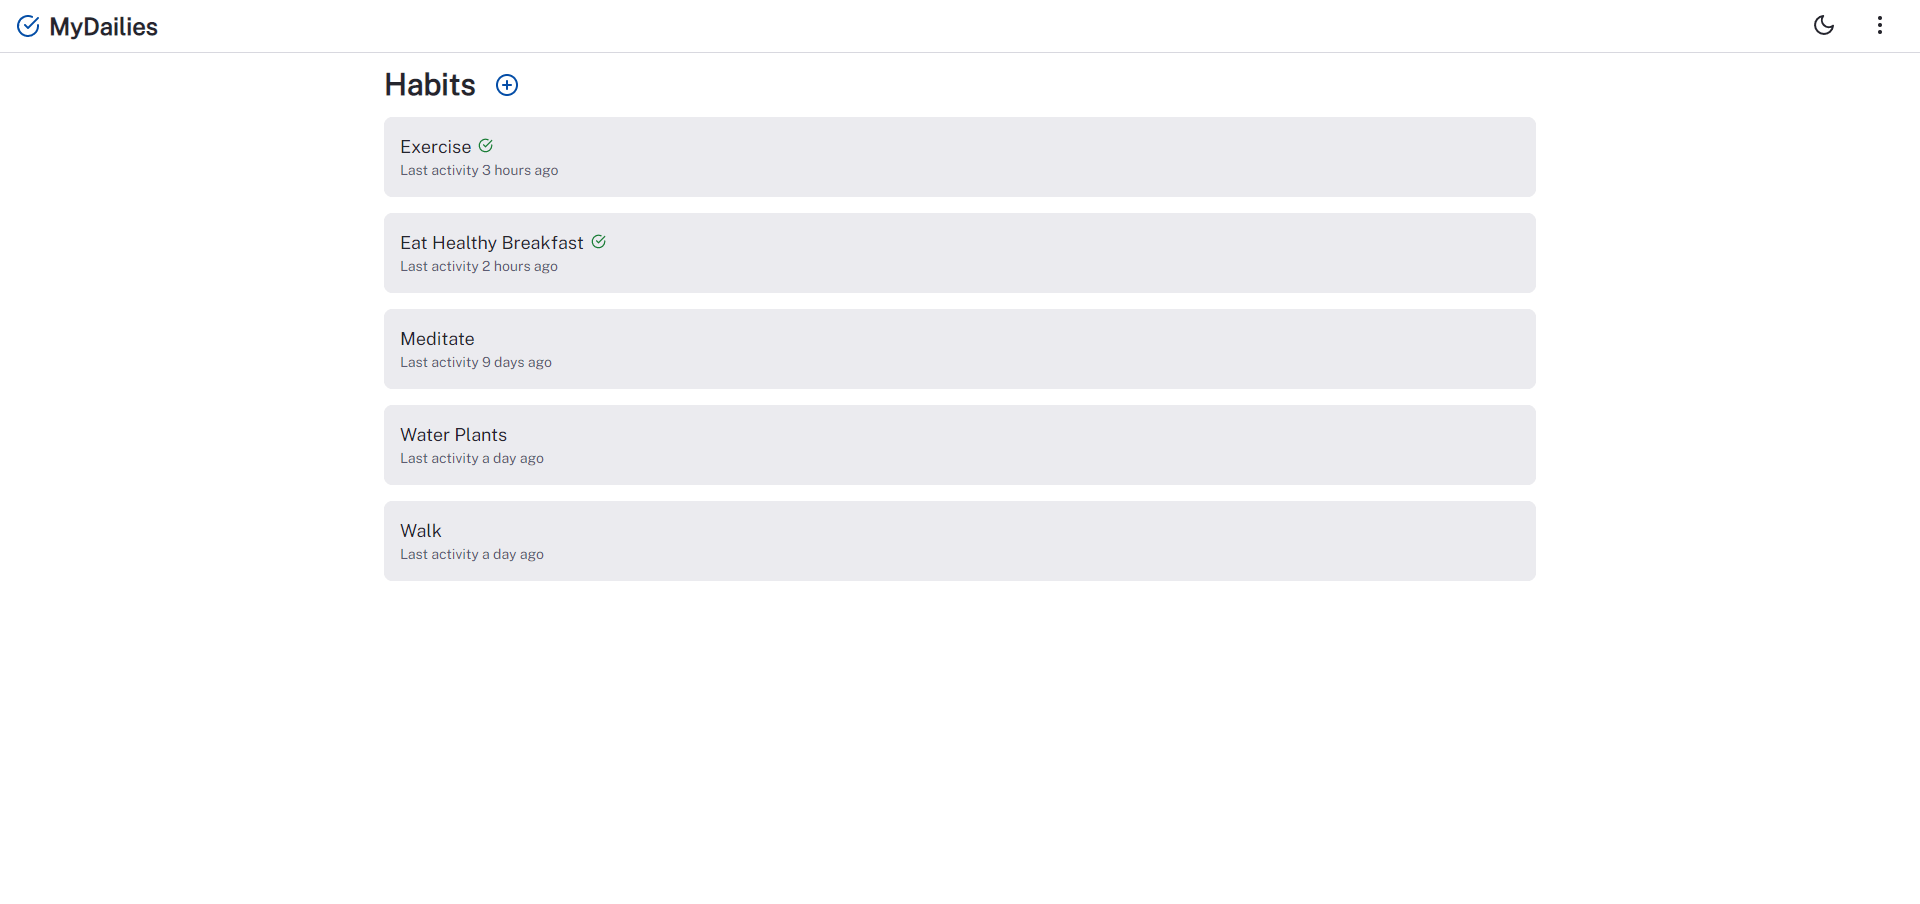 MyDailies
Habits
Exercise
Last activity 3 hours ago
Eat Healthy Breakfast
Last activity 2 hours ago
Meditate
Last activity 9 days ago
Water Plants
Last activity a day ago
Walk
Last activity a day ago